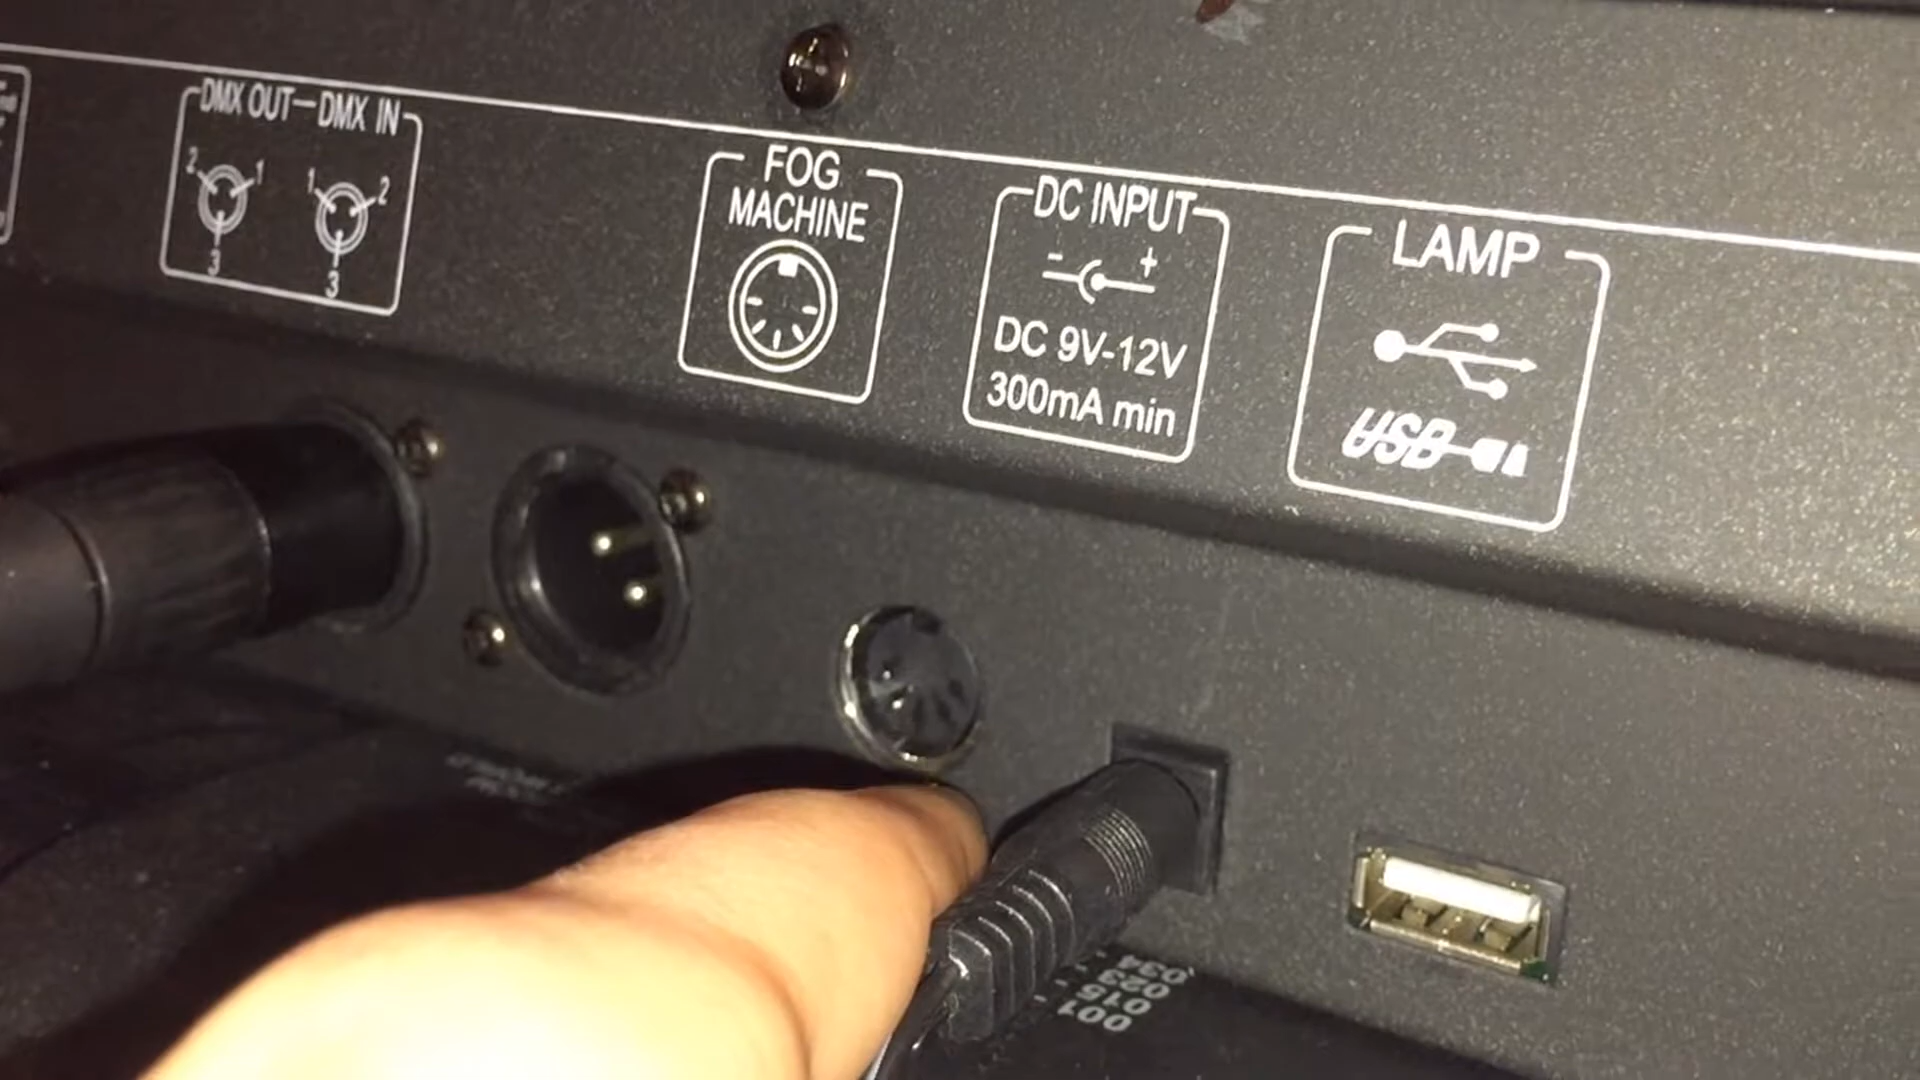 DMX OUT DMX IN
2 1 1 2
3 3
FOG
MACHINE
DC INPUT
- +
DC 9V-12V
300mA min
LAMP
USB
001
015
023
034